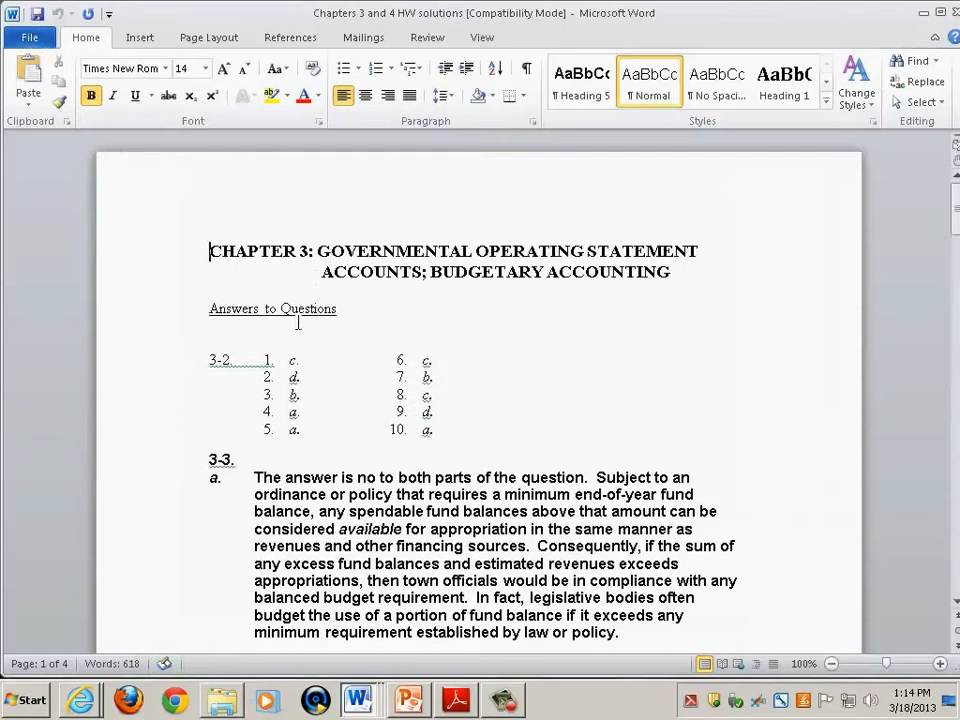 Chapters 3 and 4 HW solutions [Compatibility Mode] - Microsoft Word
File Home Insert Page Layout References Mailings Review View
Times New Rom 14
Paste
Clipboard Font Paragraph Styles Editing
AaBbCc AaBbCc AaBbCc AaBbC
¶ Heading 5 ¶ Normal ¶ No Spaci... Heading 1
Change Styles
Find
Replace
Select
CHAPTER 3: GOVERNMENTAL OPERATING STATEMENT
ACCOUNTS; BUDGETARY ACCOUNTING
Answers to Questions
3-2. 1. c. 6. c.
2. d. 7. b.
3. b. 8. c.
4. a. 9. d.
5. a. 10. a.
3-3.
a. The answer is no to both parts of the question. Subject to an
ordinance or policy that requires a minimum end-of-year fund
balance, any spendable fund balances above that amount can be
considered available for appropriation in the same manner as
revenues and other financing sources. Consequently, if the sum of
any excess fund balances and estimated revenues exceeds
appropriations, then town officials would be in compliance with any
balanced budget requirement. In fact, legislative bodies often
budget the use of a portion of fund balance if it exceeds any
minimum requirement established by law or policy.
Page: 1 of 4 Words: 618 100%
Start 1:14 PM
3/18/2013